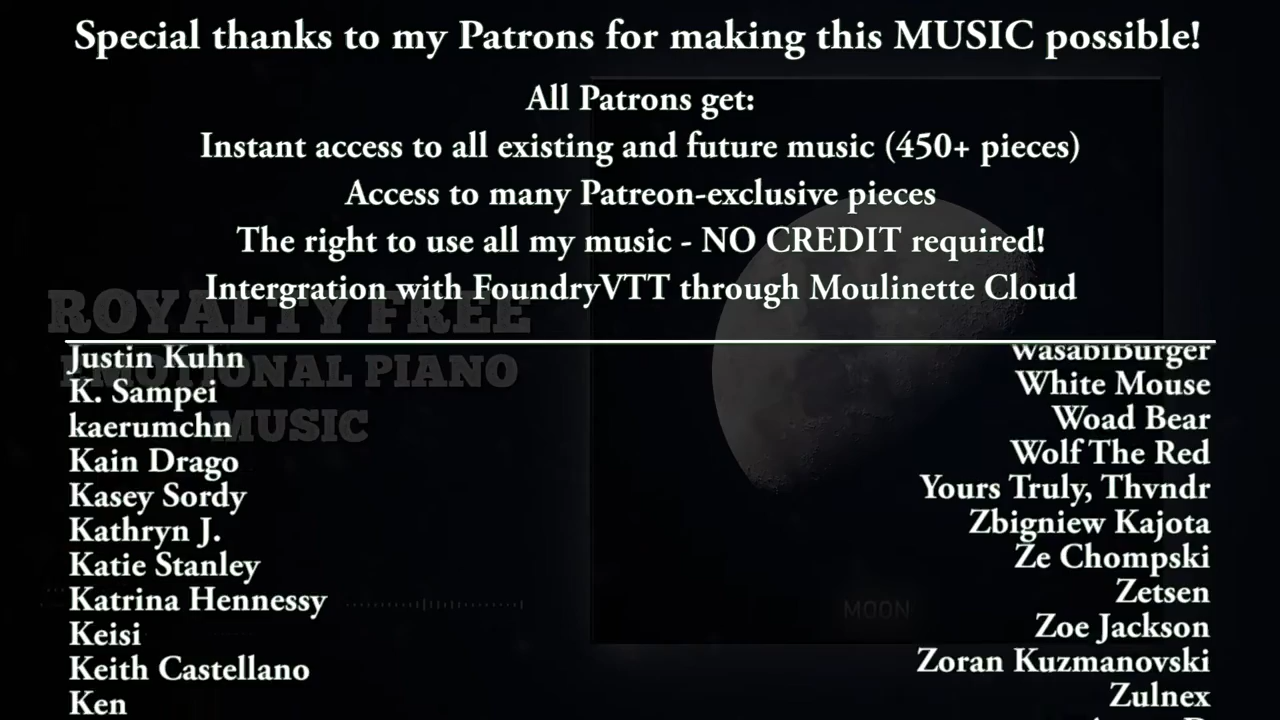 Special thanks to my Patrons for making this MUSIC possible!
All Patrons get:
Instant access to all existing and future music (450+ pieces)
Access to many Patreon-exclusive pieces
The right to use all my music - NO CREDIT required!
Intergration with FoundryVTT through Moulinette Cloud
ROYALTY FREE
EMOTIONAL PIANO
MUSIC
Justin Kuhn
K. Sampei
kaerumchn
Kain Drago
Kasey Sordy
Kathryn J.
Katie Stanley
Katrina Hennessy
Keisi
Keith Castellano
Ken
WasabiBurger
White Mouse
Woad Bear
Wolf The Red
Yours Truly, Thvndr
Zbigniew Kajota
Ze Chompski
Zetsen
Zoe Jackson
Zoran Kuzmanovski
Zulnex
MOON